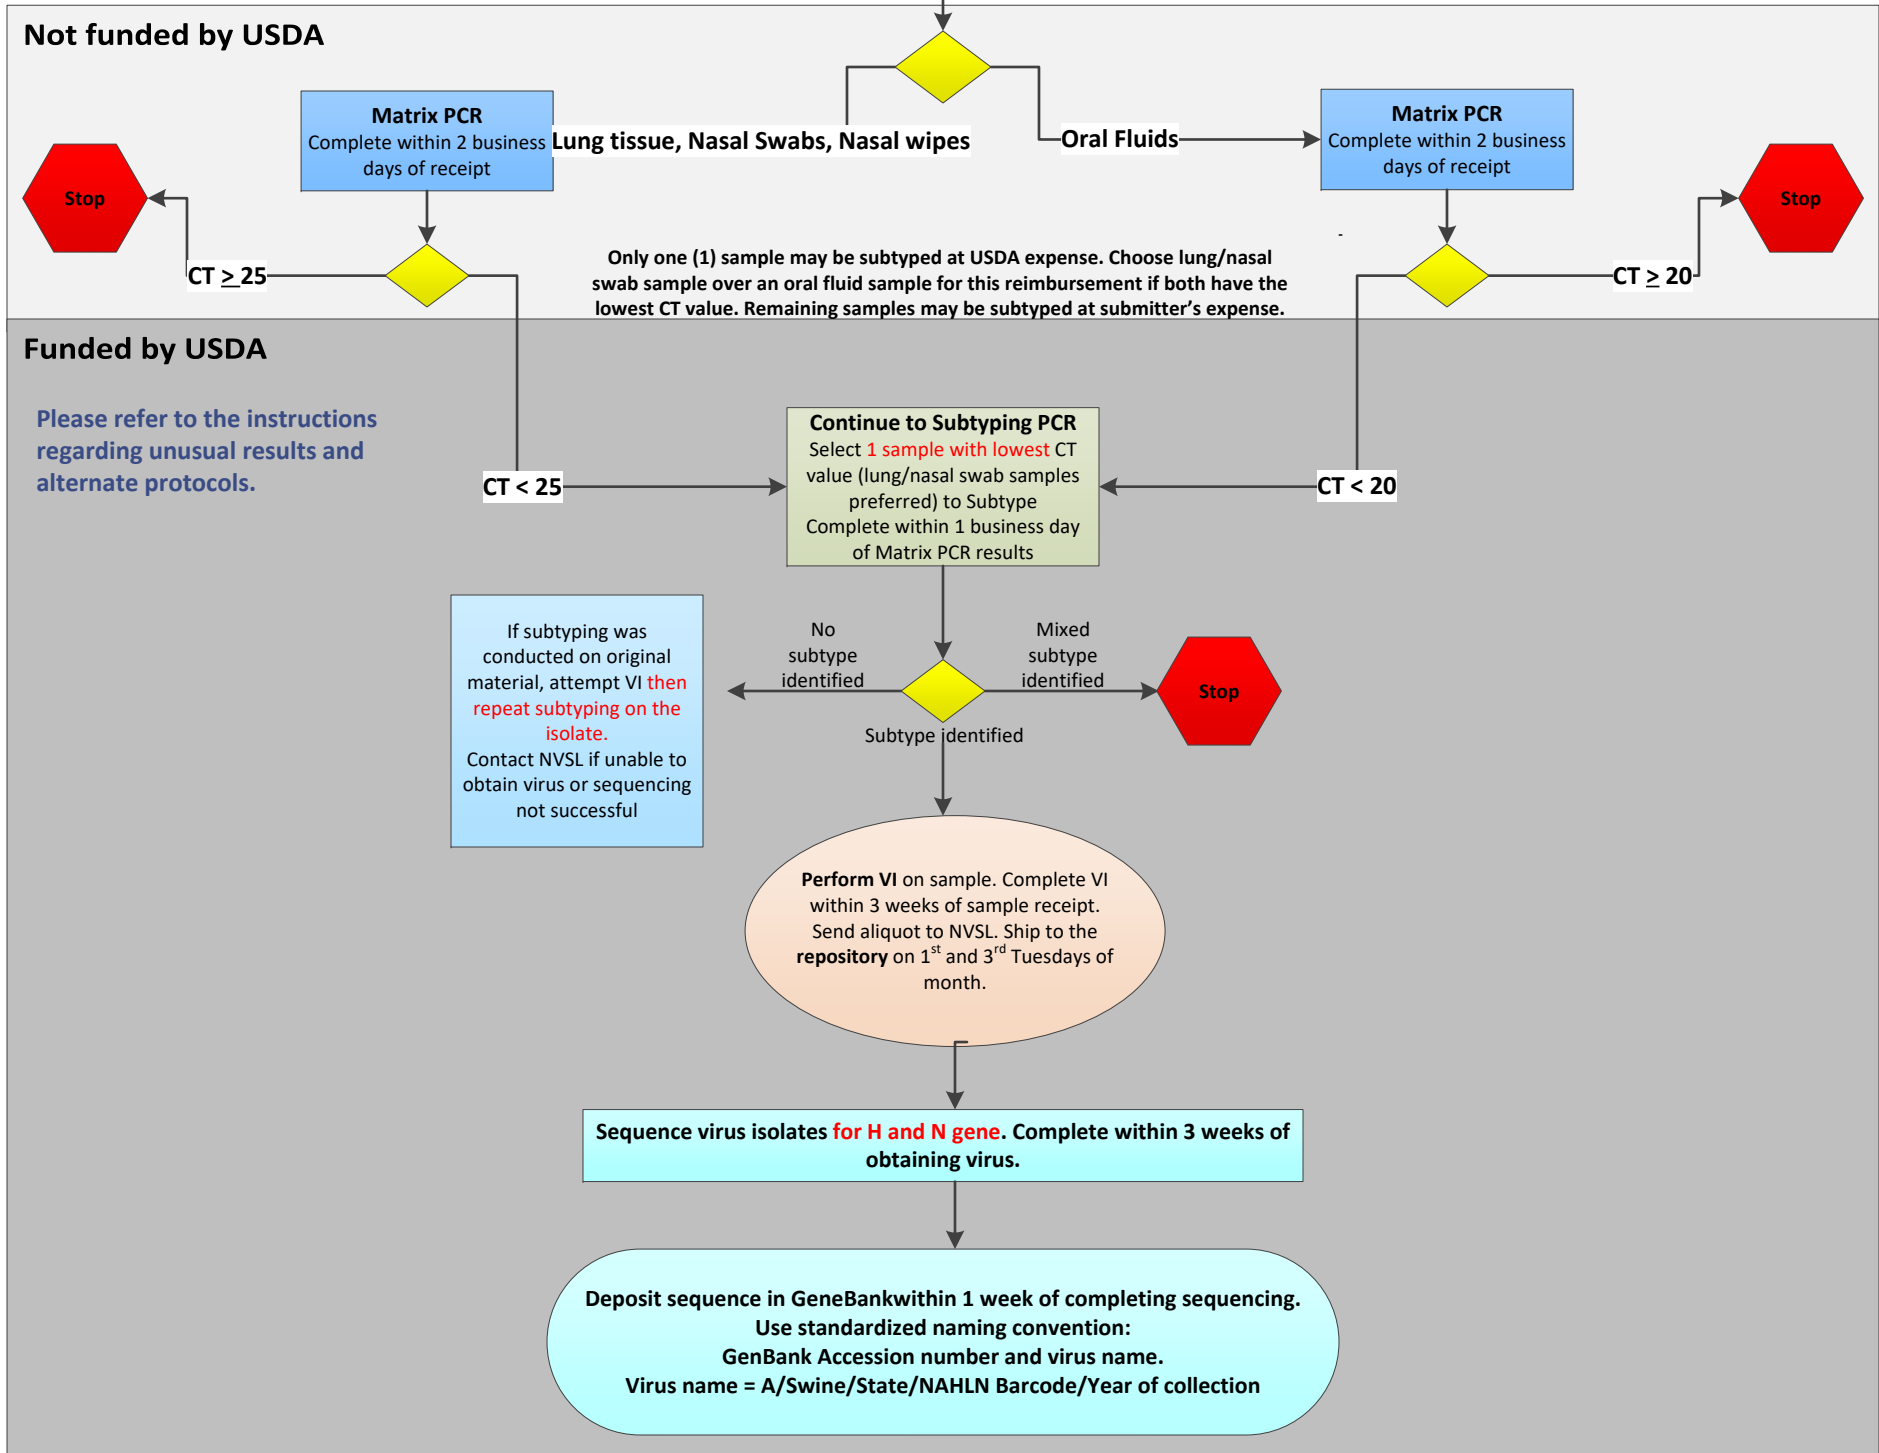 Not funded by USDA
Matrix PCR
Complete within 2 business
days of receipt
Lung tissue, Nasal Swabs, Nasal wipes
Oral Fluids
Matrix PCR
Complete within 2 business
days of receipt
Stop
Stop
CT ≥ 25
Only one (1) sample may be subtyped at USDA expense. Choose lung/nasal
swab sample over an oral fluid sample for this reimbursement if both have the
lowest CT value. Remaining samples may be subtyped at submitter’s expense.
-
CT ≥ 20
Funded by USDA
Please refer to the instructions
regarding unusual results and
alternate protocols.
CT < 25
Continue to Subtyping PCR
Select 1 sample with lowest CT
value (lung/nasal swab samples
preferred) to Subtype
Complete within 1 business day
of Matrix PCR results
CT < 20
If subtyping was
conducted on original
material, attempt VI then
repeat subtyping on the
isolate.
Contact NVSL if unable to
obtain virus or sequencing
not successful
No
subtype
identified
Mixed
subtype
identified
Stop
Subtype identified
Perform VI on sample. Complete VI
within 3 weeks of sample receipt.
Send aliquot to NVSL. Ship to the
repository on 1st and 3rd Tuesdays of
month.
Sequence virus isolates for H and N gene. Complete within 3 weeks of
obtaining virus.
Deposit sequence in GeneBankwithin 1 week of completing sequencing.
Use standardized naming convention:
GenBank Accession number and virus name.
Virus name = A/Swine/State/NAHLN Barcode/Year of collection